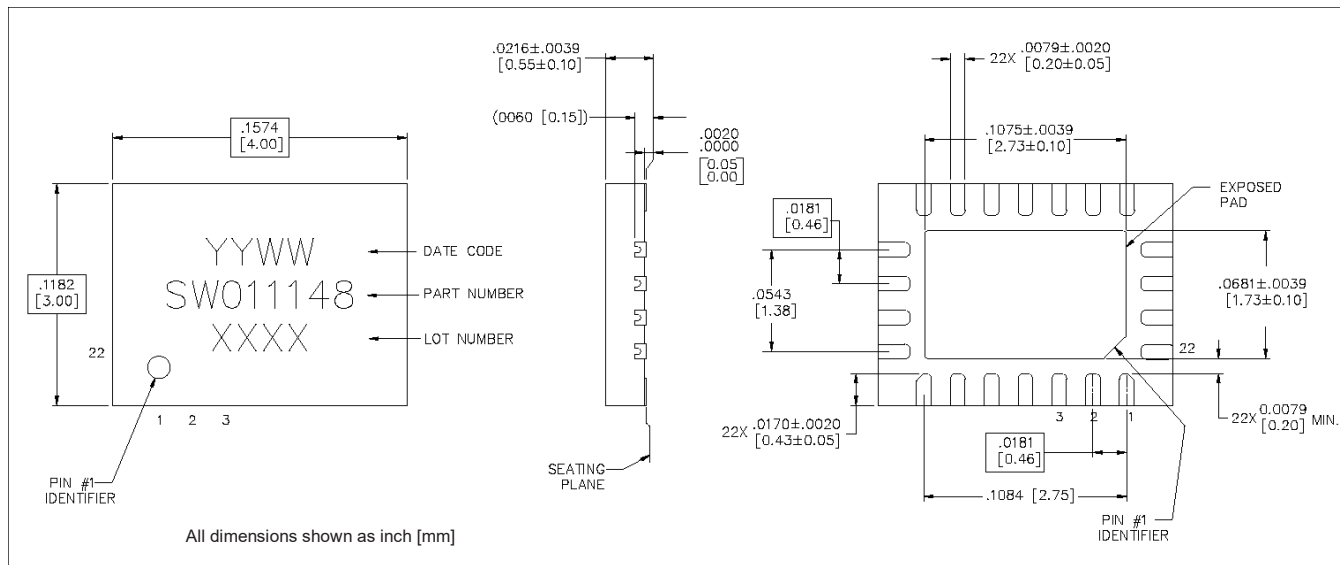 .1574
[4.00]
.1182
[3.00]
YYWW
SW011148
XXXX
DATE CODE
PART NUMBER
LOT NUMBER
22
1 2 3
PIN #1
IDENTIFIER
All dimensions shown as inch [mm]
.0216±.0039
[0.55±0.10]
(0060 [0.15])
.0020
.0000
[0.05
0.00]
SEATING
PLANE
22X .0079±.0020
[0.20±0.05]
.1075±.0039
[2.73±0.10]
EXPOSED
PAD
.0181
[0.46]
.0543
[1.38]
.0681±.0039
[1.73±0.10]
22
3 2 1
22X .0170±.0020
[0.43±0.05]
22X 0.0079
[0.20] MIN.
.0181
[0.46]
.1084 [2.75]
PIN #1
IDENTIFIER